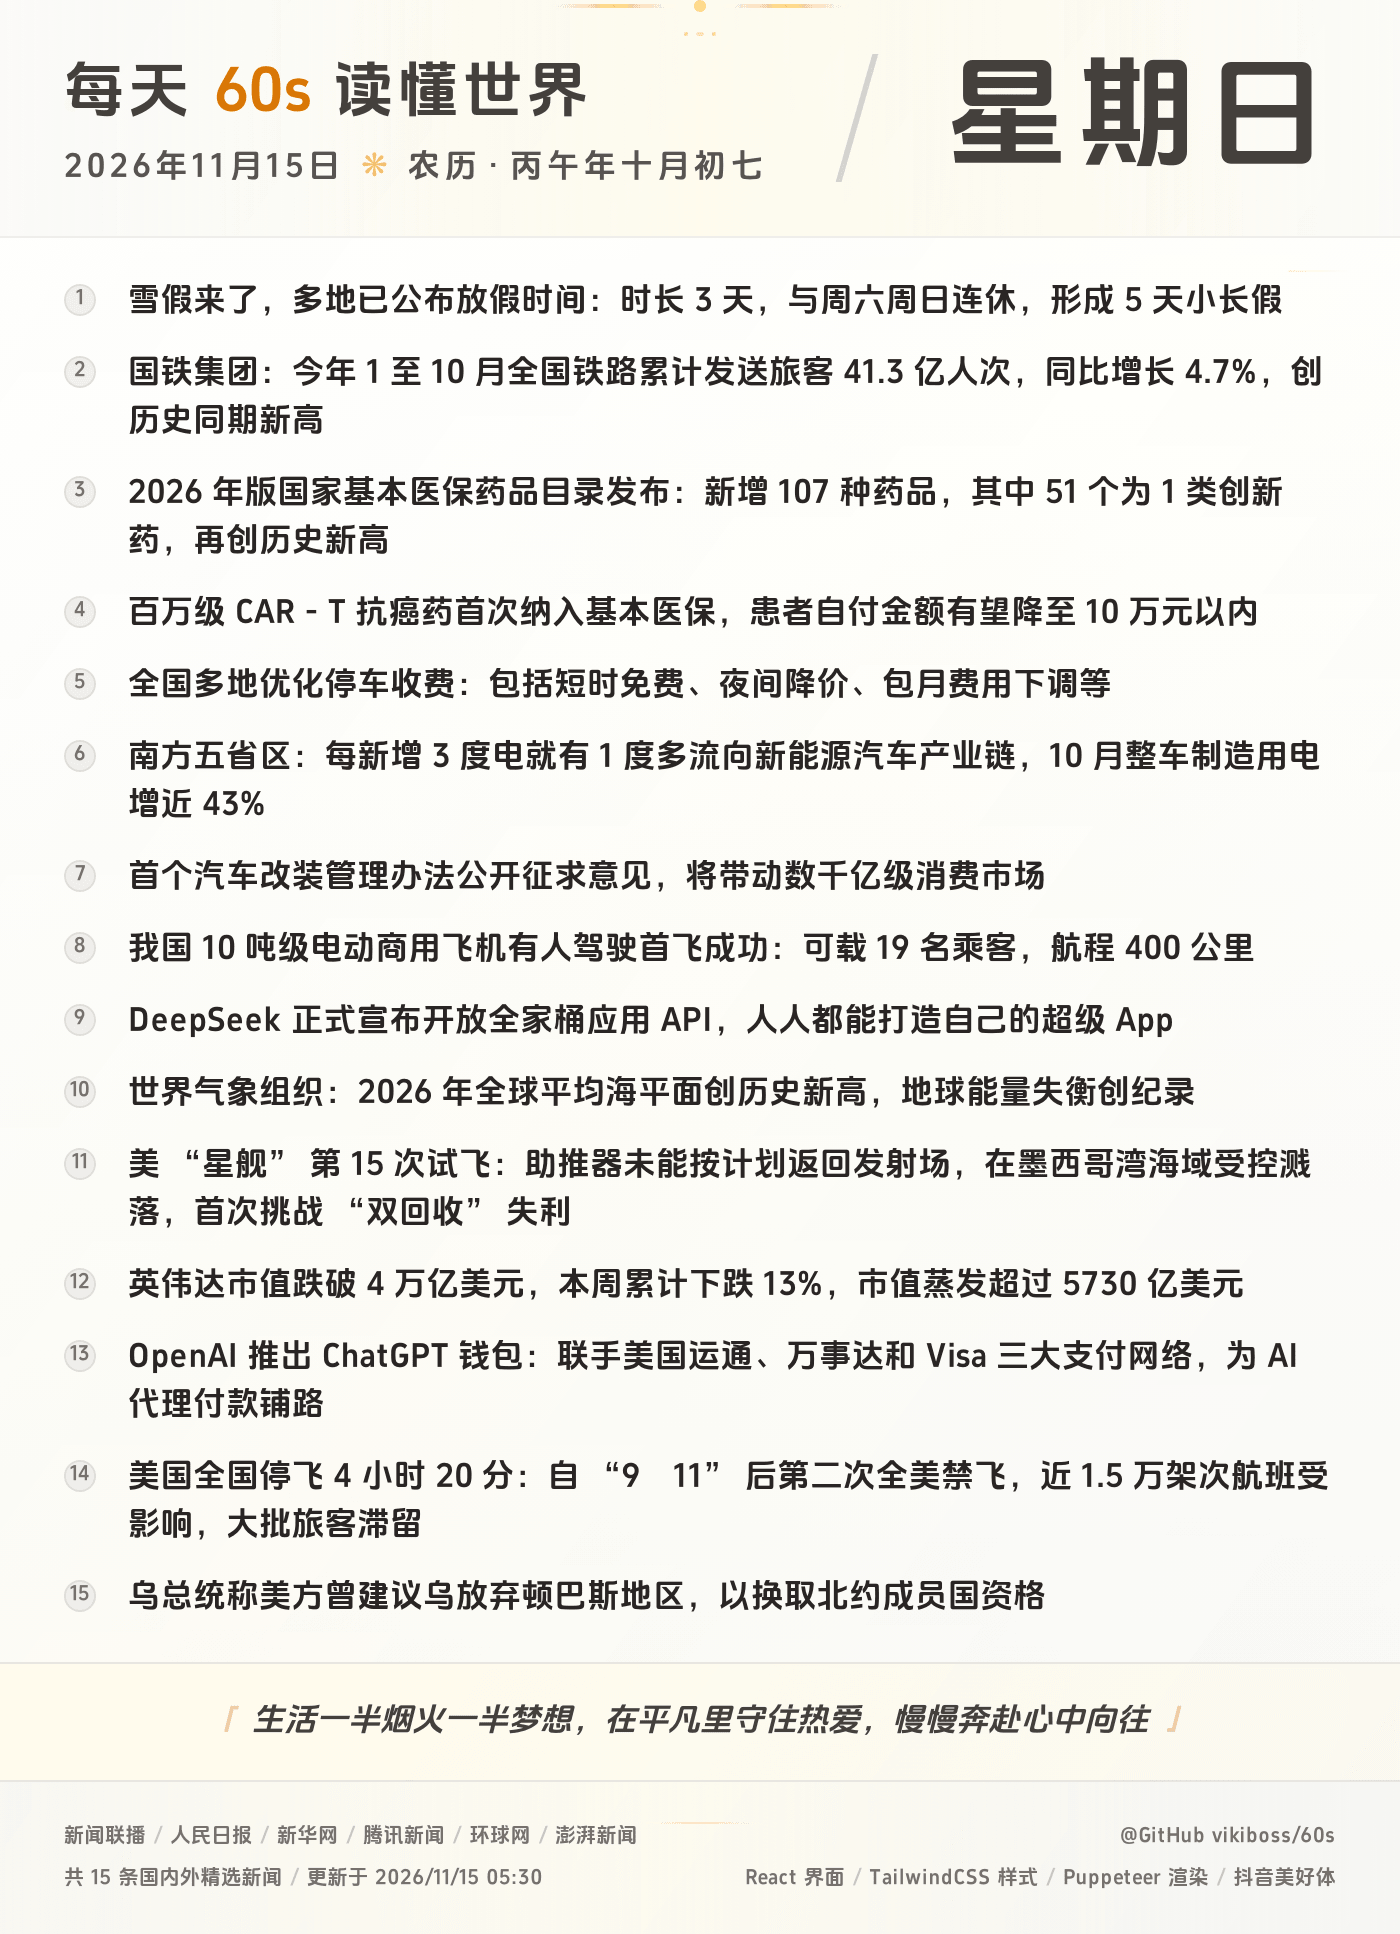 每天 60s 读懂世界
2026年11月15日 ❋ 农历·丙午年十月初七
星期日
1 雪假来了，多地已公布放假时间：时长 3 天，与周六周日连休，形成 5 天小长假
2 国铁集团：今年 1 至 10 月全国铁路累计发送旅客 41.3 亿人次，同比增长 4.7%，创
历史同期新高
3 2026 年版国家基本医保药品目录发布：新增 107 种药品，其中 51 个为 1 类创新
药，再创历史新高
4 百万级 CAR - T 抗癌药首次纳入基本医保，患者自付金额有望降至 10 万元以内
5 全国多地优化停车收费：包括短时免费、夜间降价、包月费用下调等
6 南方五省区：每新增 3 度电就有 1 度多流向新能源汽车产业链，10 月整车制造用电
增近 43%
7 首个汽车改装管理办法公开征求意见，将带动数千亿级消费市场
8 我国 10 吨级电动商用飞机有人驾驶首飞成功：可载 19 名乘客，航程 400 公里
9 DeepSeek 正式宣布开放全家桶应用 API，人人都能打造自己的超级 App
10 世界气象组织：2026 年全球平均海平面创历史新高，地球能量失衡创纪录
11 美 “星舰” 第 15 次试飞：助推器未能按计划返回发射场，在墨西哥湾海域受控溅
落，首次挑战 “双回收” 失利
12 英伟达市值跌破 4 万亿美元，本周累计下跌 13%，市值蒸发超过 5730 亿美元
13 OpenAI 推出 ChatGPT 钱包：联手美国运通、万事达和 Visa 三大支付网络，为 AI
代理付款铺路
14 美国全国停飞 4 小时 20 分：自 “9 11” 后第二次全美禁飞，近 1.5 万架次航班受
影响，大批旅客滞留
15 乌总统称美方曾建议乌放弃顿巴斯地区，以换取北约成员国资格
「 生活一半烟火一半梦想，在平凡里守住热爱，慢慢奔赴心中向往 」
新闻联播 / 人民日报 / 新华网 / 腾讯新闻 / 环球网 / 澎湃新闻
@GitHub vikiboss/60s
共 15 条国内外精选新闻 / 更新于 2026/11/15 05:30
React 界面 / TailwindCSS 样式 / Puppeteer 渲染 / 抖音美好体